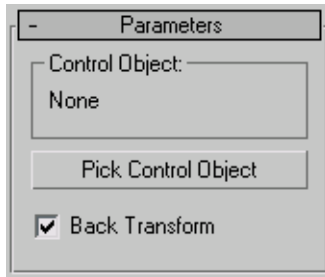 - Parameters
Control Object:
None
Pick Control Object
Back Transform